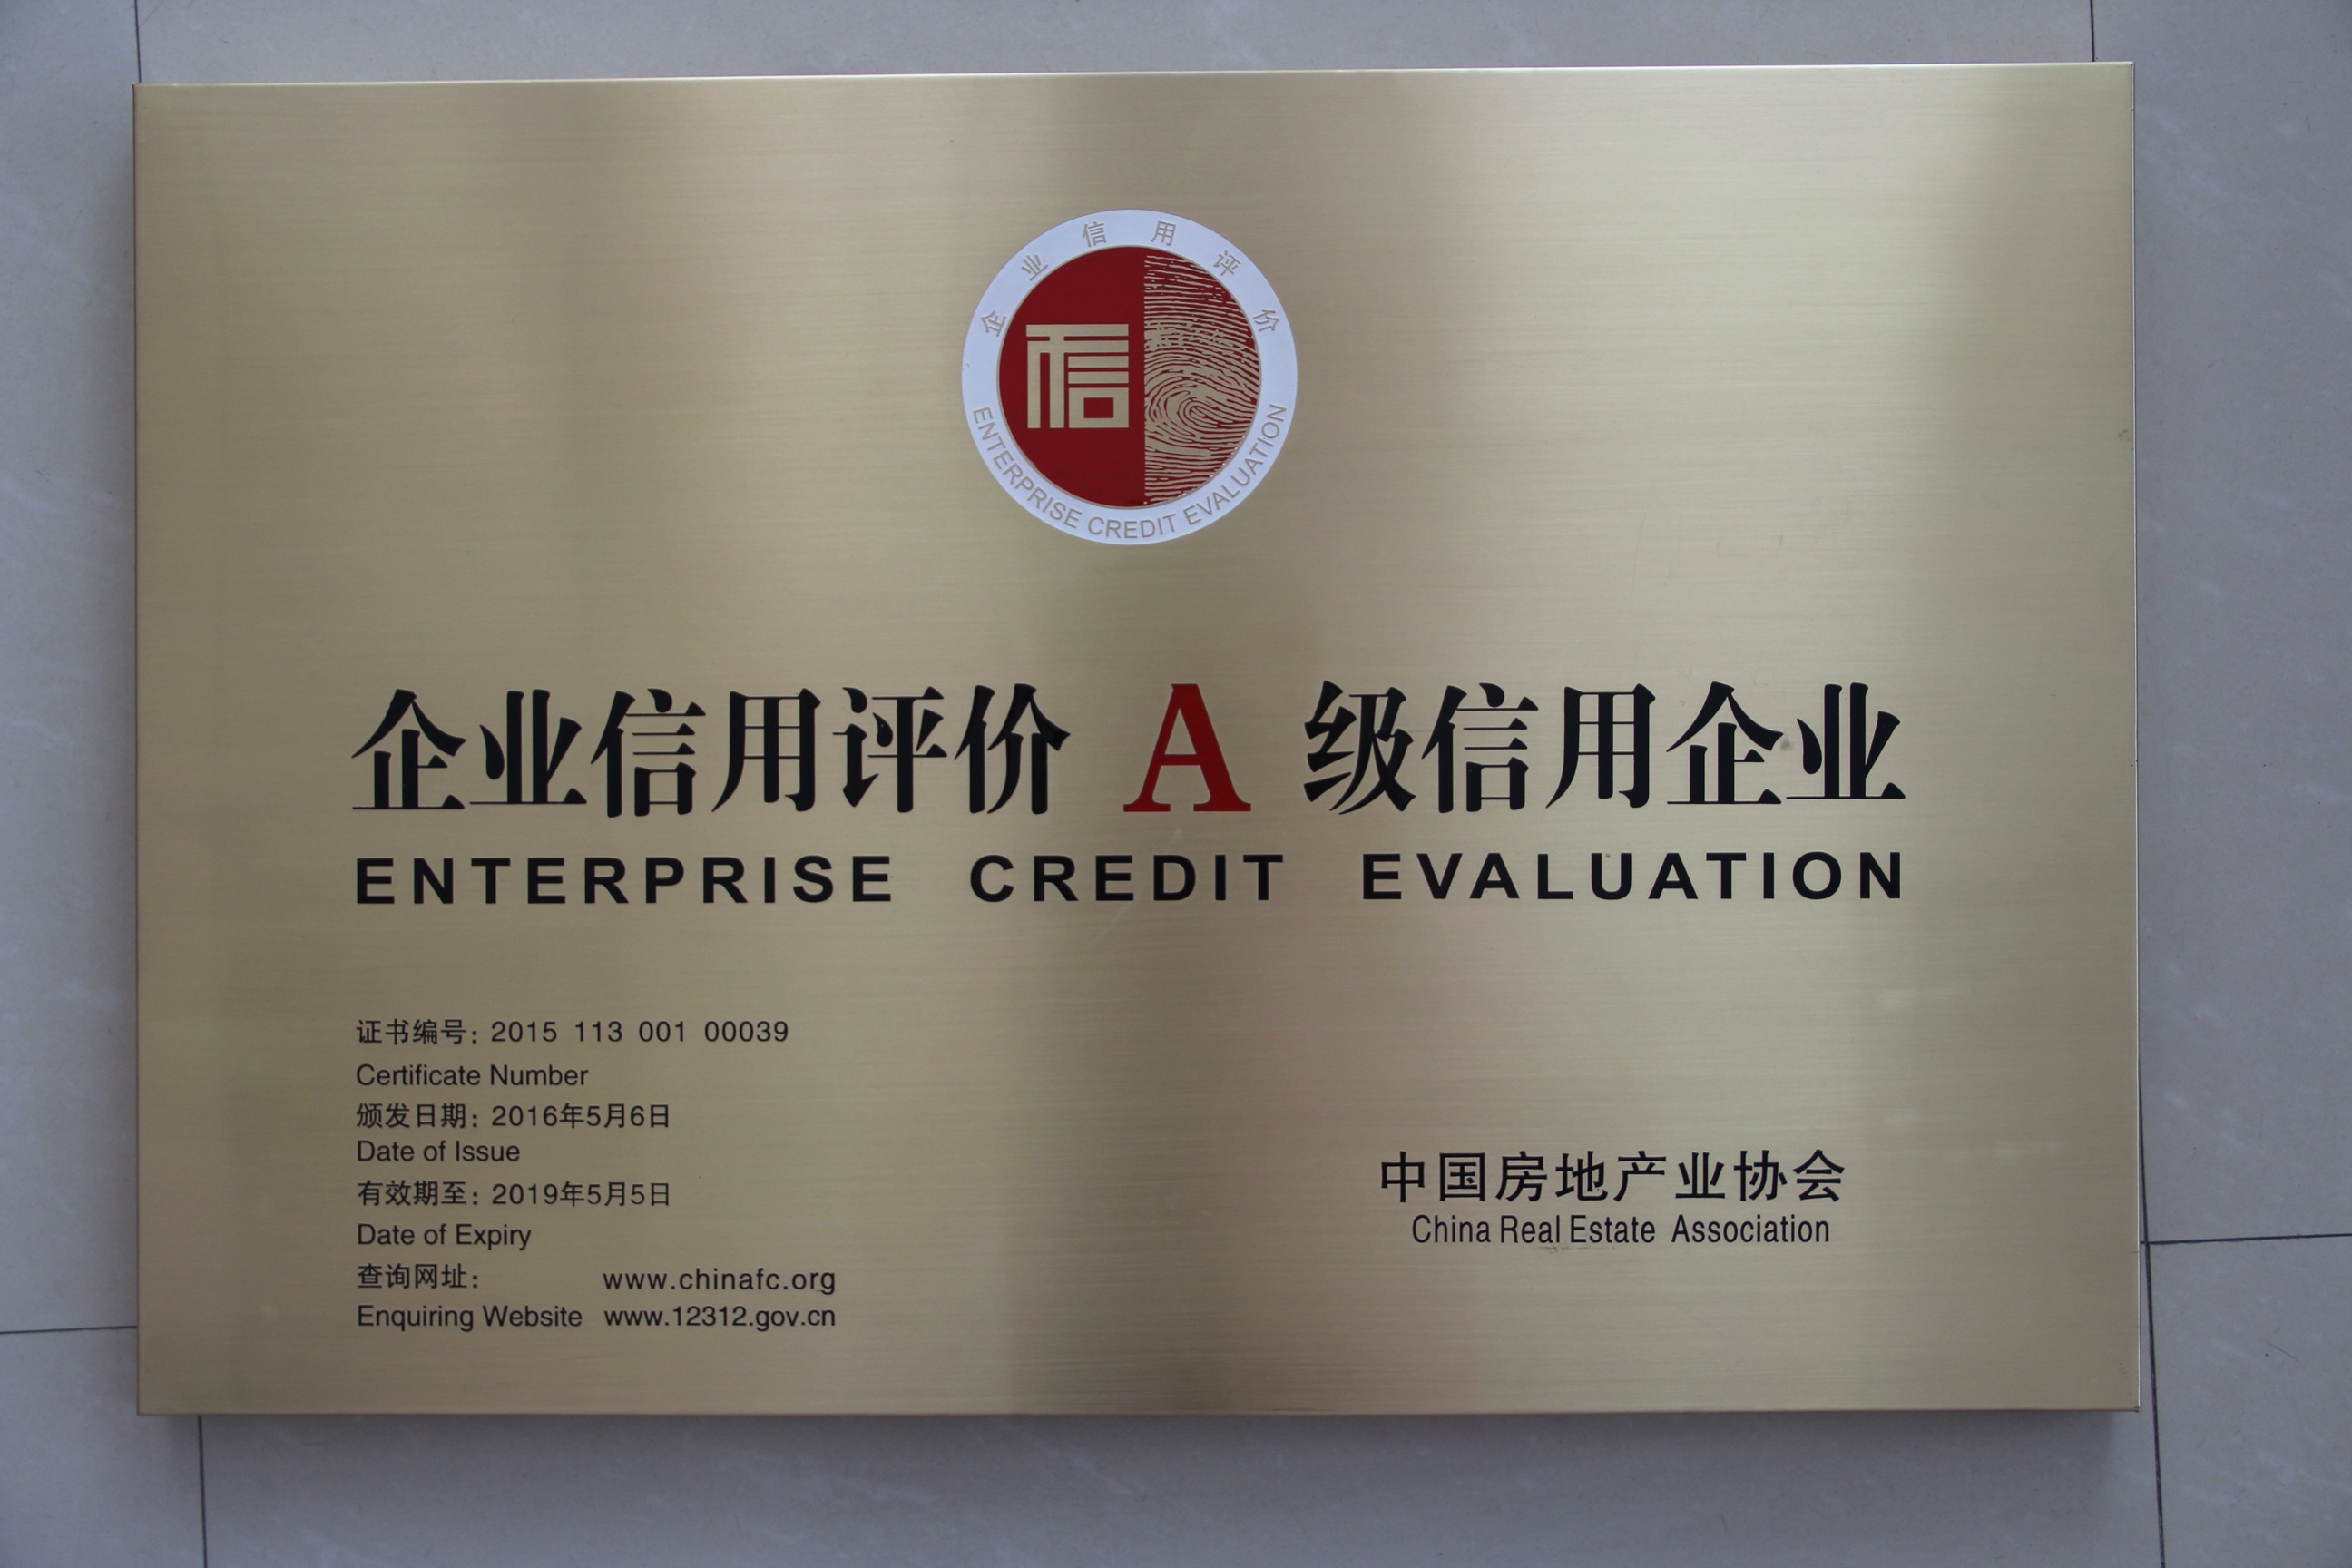 企业信用评价
信
ENTERPRISE CREDIT EVALUATION
企业信用评价 A 级信用企业
ENTERPRISE CREDIT EVALUATION
证书编号: 2015 113 001 00039
Certificate Number
颁发日期: 2016年5月6日
Date of Issue
有效期至: 2019年5月5日
Date of Expiry
查询网址: www.chinafc.org
Enquiring Website www.12312.gov.cn
中国房地产业协会
China Real Estate Association